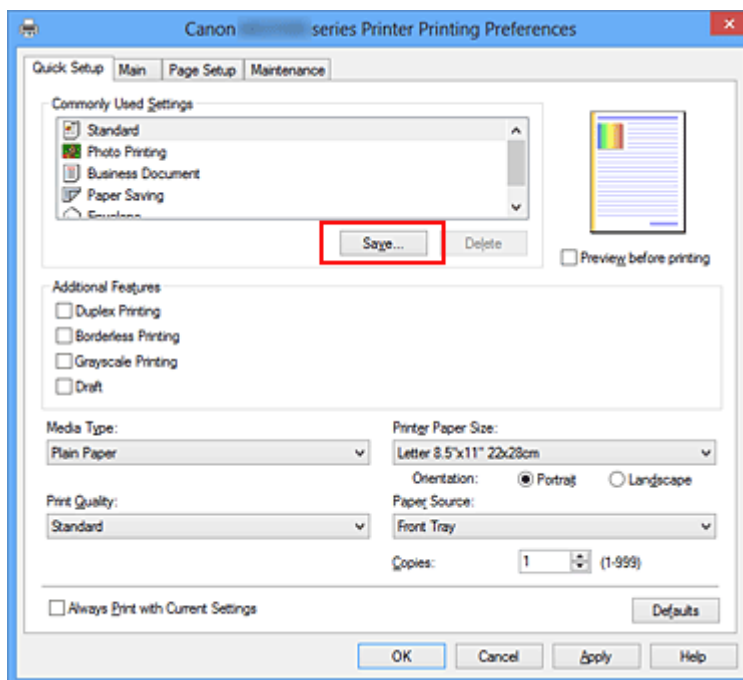 Canon series Printer Printing Preferences
Quick Setup Main Page Setup Maintenance
Commonly Used Settings
Standard
Photo Printing
Business Document
Paper Saving
Envelope
Save... Delete
Preview before printing
Additional Features
Duplex Printing
Borderless Printing
Grayscale Printing
Draft
Media Type: Printer Paper Size:
Plain Paper Letter 8.5"x11" 22x28cm
Orientation: Portrait Landscape
Print Quality: Paper Source:
Standard Front Tray
Copies: 1 (1-999)
Always Print with Current Settings Defaults
OK Cancel Apply Help